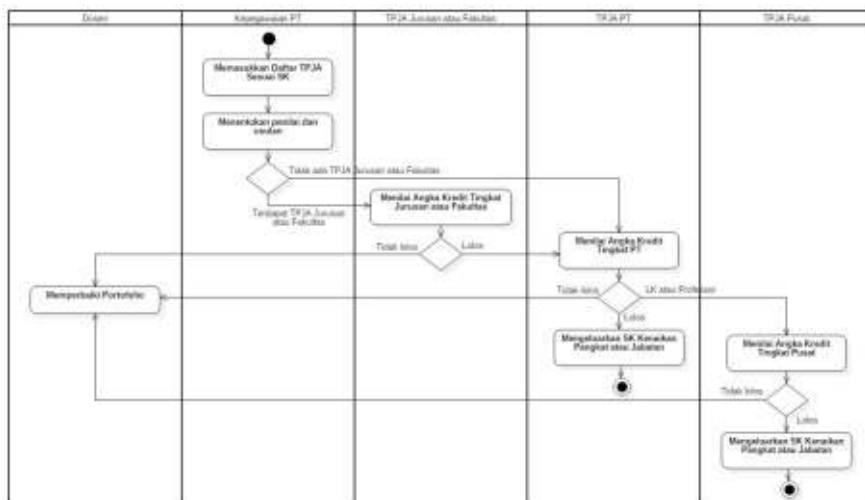 Dosen
Kepegawaian PT
TPJA Jurusan atau Fakultas
TPJA PT
TPJA Pusat
Memasukkan Daftar TPJA
Sesuai SK
Menentukan penilai dan
usulan
Tidak ada TPJA Jurusan atau Fakultas
Terdapat TPJA Jurusan
atau Fakultas
Menilai Angka Kredit Tingkat
Jurusan atau Fakultas
Tidak lolos
Lolos
Menilai Angka Kredit
Tingkat PT
Memperbaiki Portofolio
Tidak lolos
LK atau Profesor
Lolos
Mengeluarkan SK Kenaikan
Pangkat atau Jabatan
Menilai Angka Kredit
Tingkat Pusat
Tidak lolos
Lolos
Mengeluarkan SK Kenaikan
Pangkat atau Jabatan